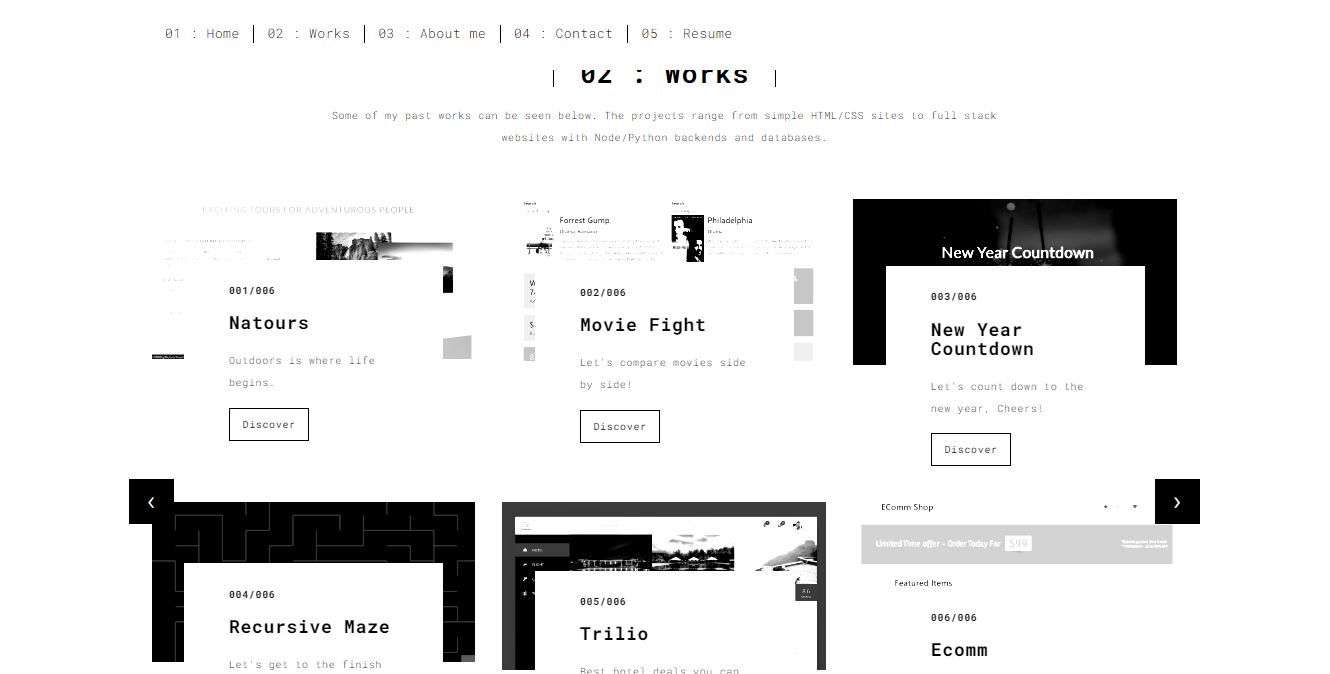 01 : Home
02 : Works
03 : About me
04 : Contact
05 : Resume
02 : Works
Some of my past works can be seen below. The projects range from simple HTML/CSS sites to full stack
websites with Node/Python backends and databases.
EXCITING TOURS FOR ADVENTUROUS PEOPLE
001/006
Natours
Outdoors is where life
begins.
Discover
Search
Forrest Gump
Drama, Romance
Search
Philadelphia
Drama
002/006
Movie Fight
Let's compare movies side
by side!
Discover
New Year Countdown
003/006
New Year
Countdown
Let's count down to the
new year, Cheers!
Discover
004/006
Recursive Maze
Let's get to the finish
005/006
Trilio
Best hotel deals you can
EComm Shop
Limited Time offer – Order Today For $99
Featured Items
006/006
Ecomm